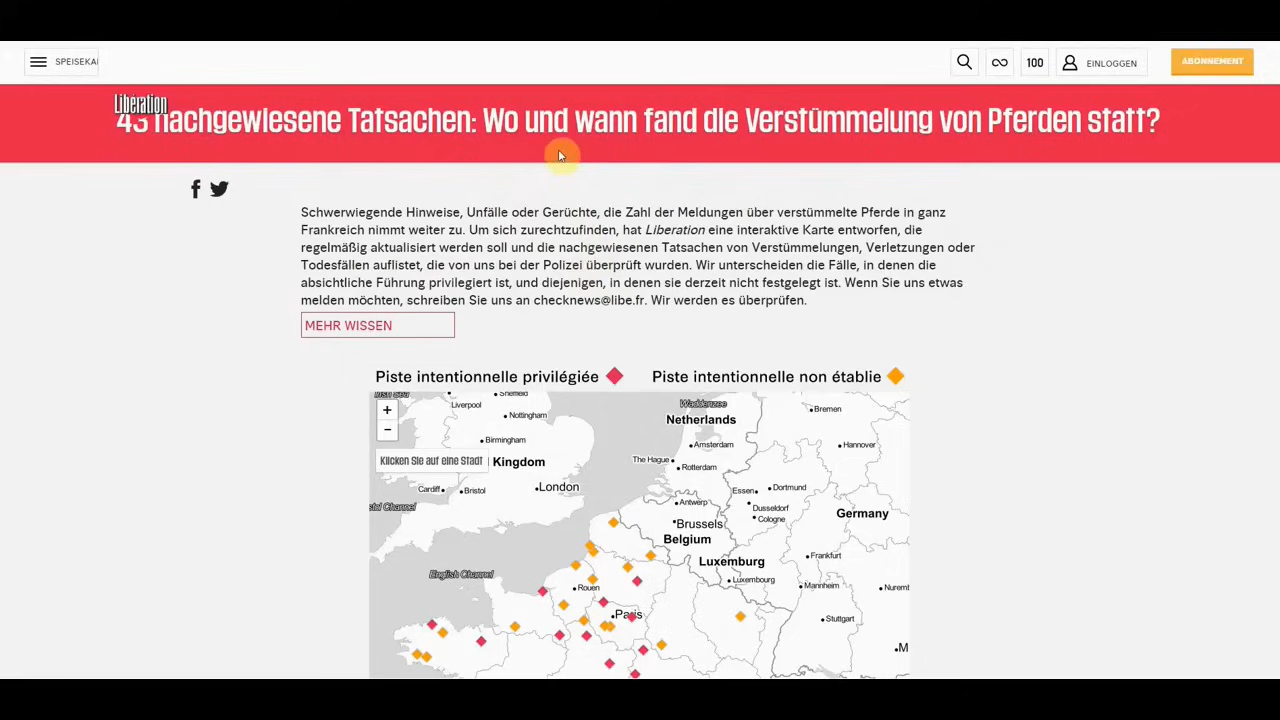 SPEISEKA
100
EINLOGGEN
ABONNEMENT
Libération
43 nachgewiesene Tatsachen: Wo und wann fand die Verstümmelung von Pferden statt?
Schwerwiegende Hinweise, Unfälle oder Gerüchte, die Zahl der Meldungen über verstümmelte Pferde in ganz
Frankreich nimmt weiter zu. Um sich zurechtzufinden, hat Liberation eine interaktive Karte entworfen, die
regelmäßig aktualisiert werden soll und die nachgewiesenen Tatsachen von Verstümmelungen, Verletzungen oder
Todesfällen auflistet, die von uns bei der Polizei überprüft wurden. Wir unterscheiden die Fälle, in denen die
absichtliche Führung privilegiert ist, und diejenigen, in denen sie derzeit nicht festgelegt ist. Wenn Sie uns etwas
melden möchten, schreiben Sie uns an checknews@libe.fr. Wir werden es überprüfen.
MEHR WISSEN
Piste intentionnelle privilégiée
Piste intentionnelle non établie
+
−
Klicken Sie auf eine Stadt
Irish Sea
Sheffield
Liverpool
Nottingham
Birmingham
Kingdom
Cardiff
Bristol
London
stol Channel
English Channel
Waddenzee
Netherlands
Bremen
Amsterdam
Hannover
The Hague
Rotterdam
Essen
Dortmund
Antwerp
Dusseldorf
Cologne
Brussels
Germany
Belgium
Luxemburg
Frankfurt
Luxembourg
Mannheim
Nuremb
Rouen
Paris
Stuttgart
M